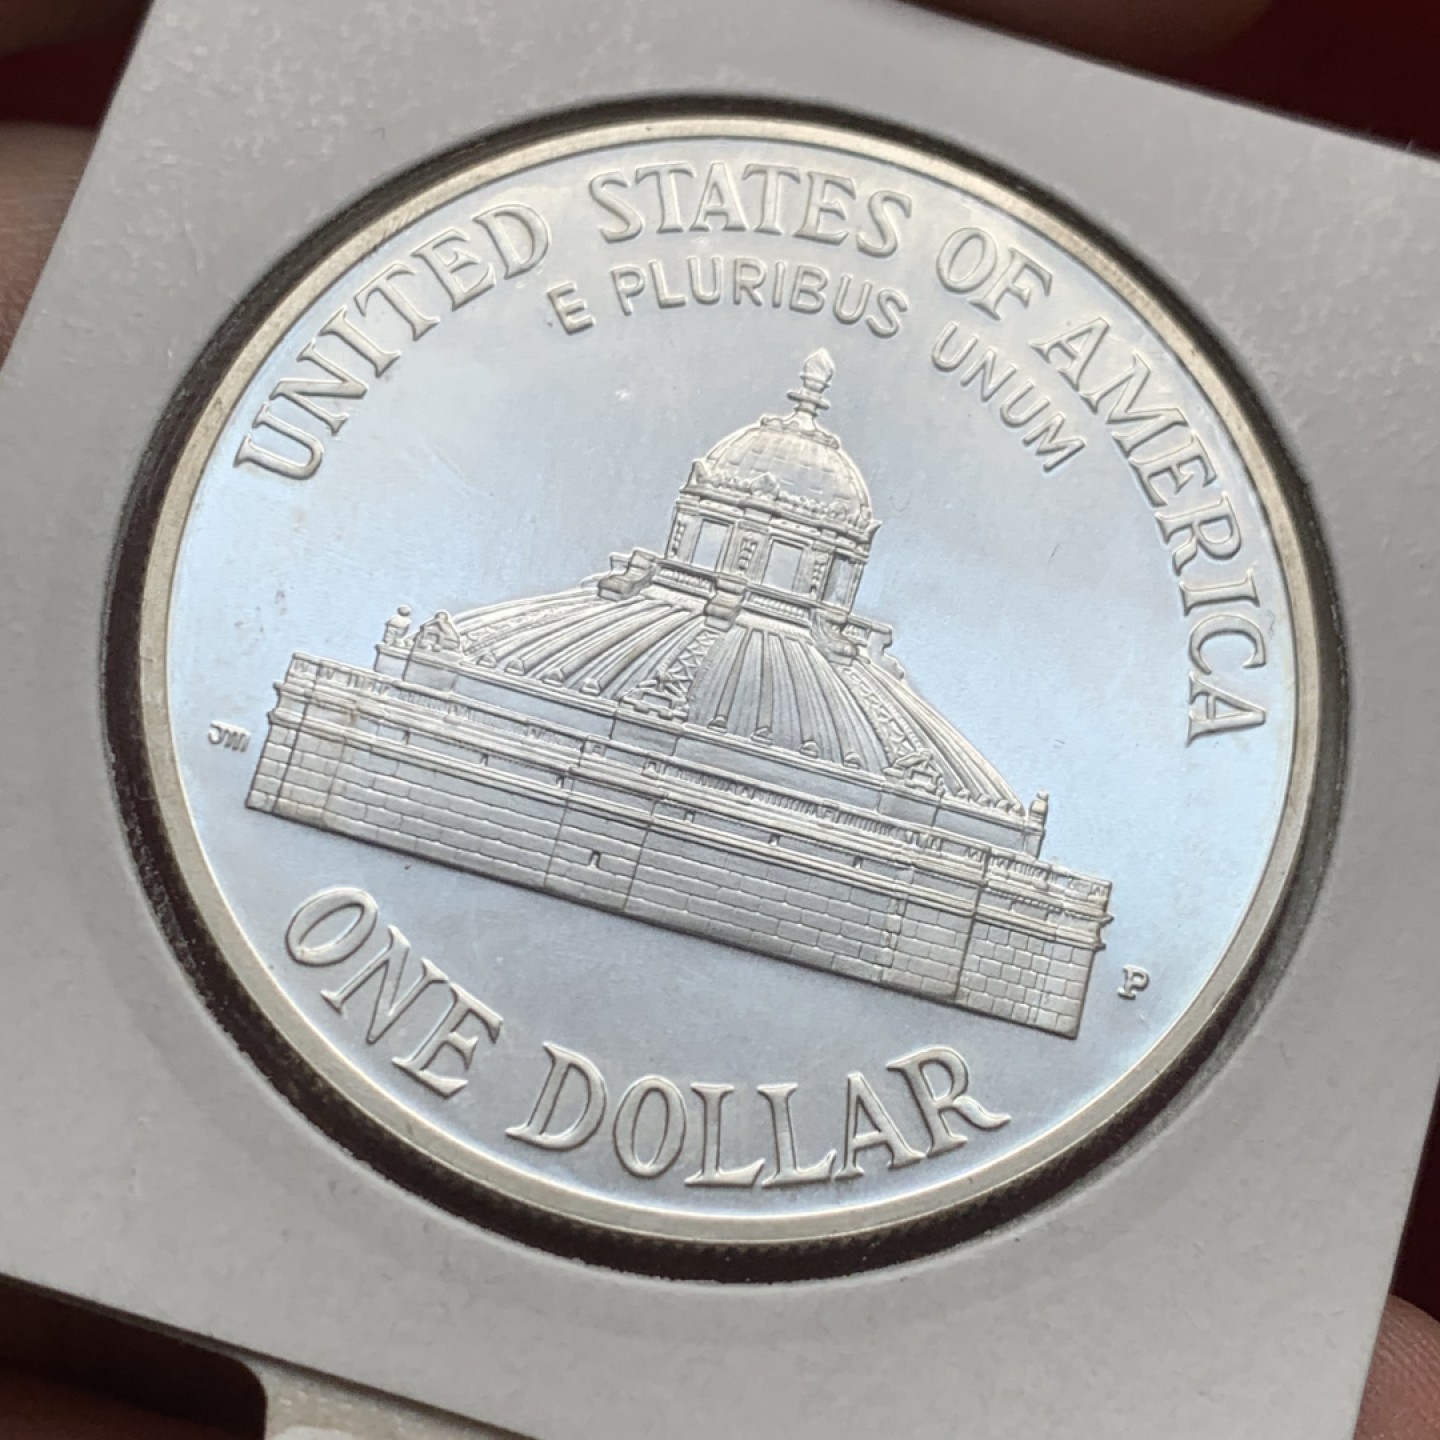 UNITED STATES OF AMERICA
E PLURIBUS UNUM
JM
P
ONE DOLLAR